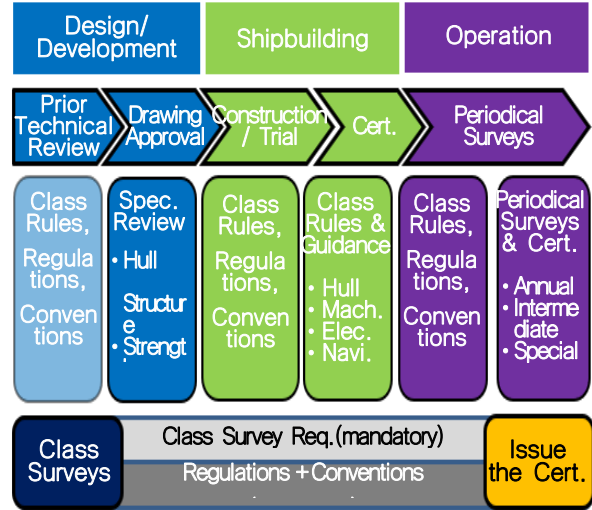 Design/
Development
Shipbuilding
Operation
Prior
Technical
Review
Drawing
Approval
Construction
/ Trial
Cert.
Periodical
Surveys
Class
Rules,
Regula
tions,
Conven
tions
Spec.
Review
• Hull
Structur
e
• Strengt
Class
Rules,
Regula
tions,
Conven
tions
Class
Rules &
Guidance
• Hull
• Mach.
• Elec.
• Navi.
Class
Rules,
Regula
tions,
Conven
tions
Periodical
Surveys
& Cert.
• Annual
• Interme
diate
• Special
Class
Surveys
Class Survey Req.(mandatory)
Regulations +Conventions
Issue
the Cert.